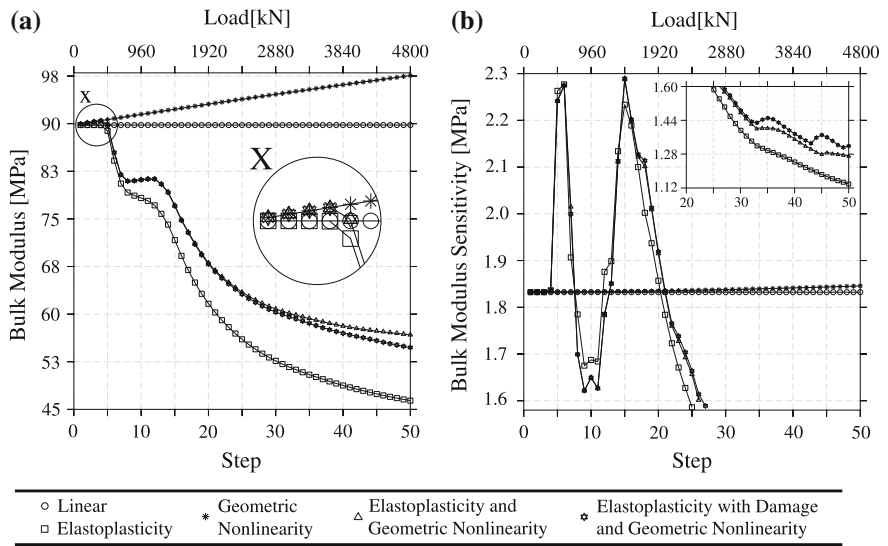 (a)
Load[kN]
0 960 1920 2880 3840 4800
98
90
83
75
68
60
53
45
Bulk Modulus [MPa]
X
X
0 10 20 30 40 50
Step
(b)
Load[kN]
0 960 1920 2880 3840 4800
2.3
2.2
2.1
2.0
1.9
1.8
1.7
1.6
Bulk Modulus Sensitivity [MPa]
1.60
1.44
1.28
1.12
20 30 40 50
0 10 20 30 40 50
Step
Linear
Elastoplasticity
Geometric
Nonlinearity
Elastoplasticity and
Geometric Nonlinearity
Elastoplasticity with Damage
and Geometric Nonlinearity